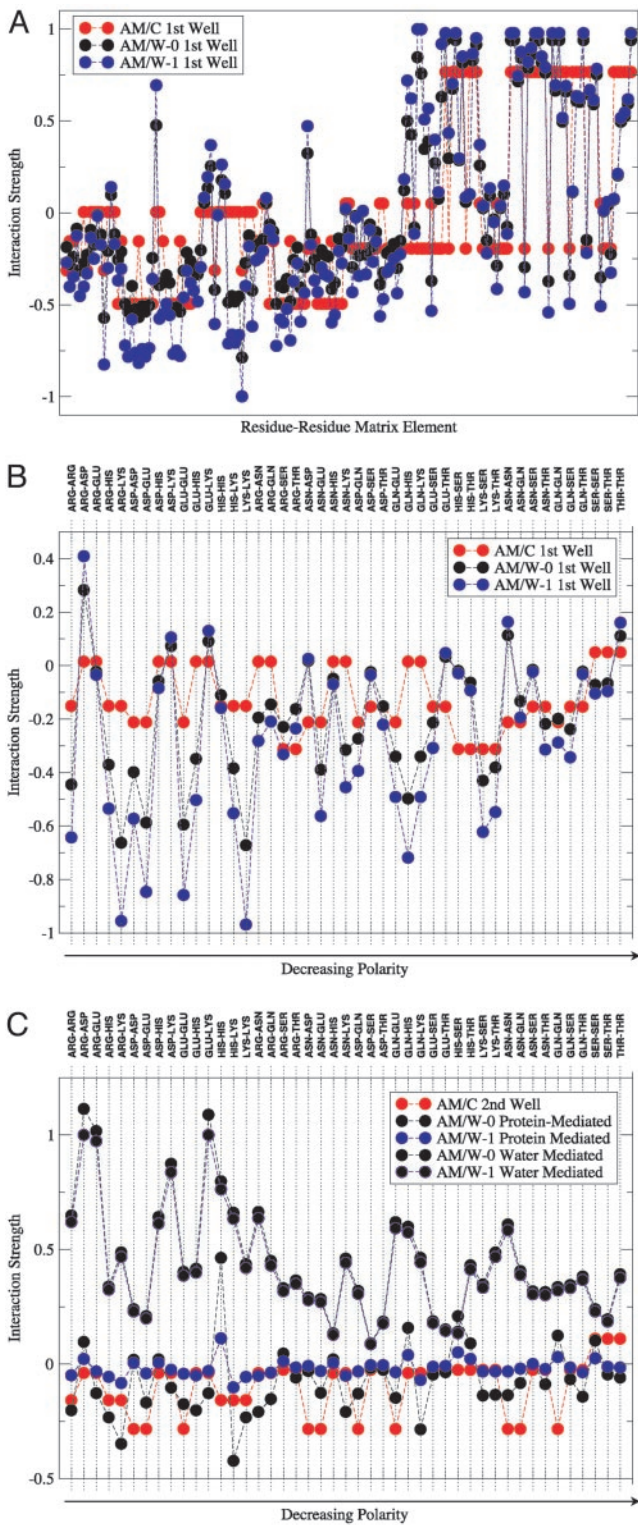 A
AM/C 1st Well
AM/W-0 1st Well
AM/W-1 1st Well
1
0.5
0
-0.5
-1
Interaction Strength
Residue-Residue Matrix Element
B
ARG-ARG
ARG-ASP
ARG-GLU
ARG-HIS
ARG-LYS
ASP-ASP
ASP-GLU
ASP-HIS
ASP-LYS
GLU-GLU
GLU-HIS
GLU-LYS
HIS-HIS
HIS-LYS
LYS-LYS
ARG-ASN
ARG-GLN
ARG-SER
ARG-THR
ASN-ASP
ASN-GLU
ASN-HIS
ASN-LYS
ASP-GLN
ASP-SER
ASP-THR
GLN-GLU
GLN-HIS
GLN-LYS
GLU-SER
GLU-THR
HIS-SER
HIS-THR
LYS-SER
LYS-THR
ASN-ASN
ASN-GLN
ASN-SER
ASN-THR
GLN-GLN
GLN-SER
GLN-THR
SER-SER
SER-THR
THR-THR
AM/C 1st Well
AM/W-0 1st Well
AM/W-1 1st Well
0.4
0.2
0
-0.2
-0.4
-0.6
-0.8
-1
Interaction Strength
Decreasing Polarity
C
ARG-ARG
ARG-ASP
ARG-GLU
ARG-HIS
ARG-LYS
ASP-ASP
ASP-GLU
ASP-HIS
ASP-LYS
GLU-GLU
GLU-HIS
GLU-LYS
HIS-HIS
HIS-LYS
LYS-LYS
ARG-ASN
ARG-GLN
ARG-SER
ARG-THR
ASN-ASP
ASN-GLU
ASN-HIS
ASN-LYS
ASP-GLN
ASP-SER
ASP-THR
GLN-GLU
GLN-HIS
GLN-LYS
GLU-SER
GLU-THR
HIS-SER
HIS-THR
LYS-SER
LYS-THR
ASN-ASN
ASN-GLN
ASN-SER
ASN-THR
GLN-GLN
GLN-SER
GLN-THR
SER-SER
SER-THR
THR-THR
AM/C 2nd Well
AM/W-0 Protein-Mediated
AM/W-1 Protein Mediated
AM/W-0 Water Mediated
AM/W-1 Water Mediated
1
0.5
0
-0.5
Interaction Strength
Decreasing Polarity